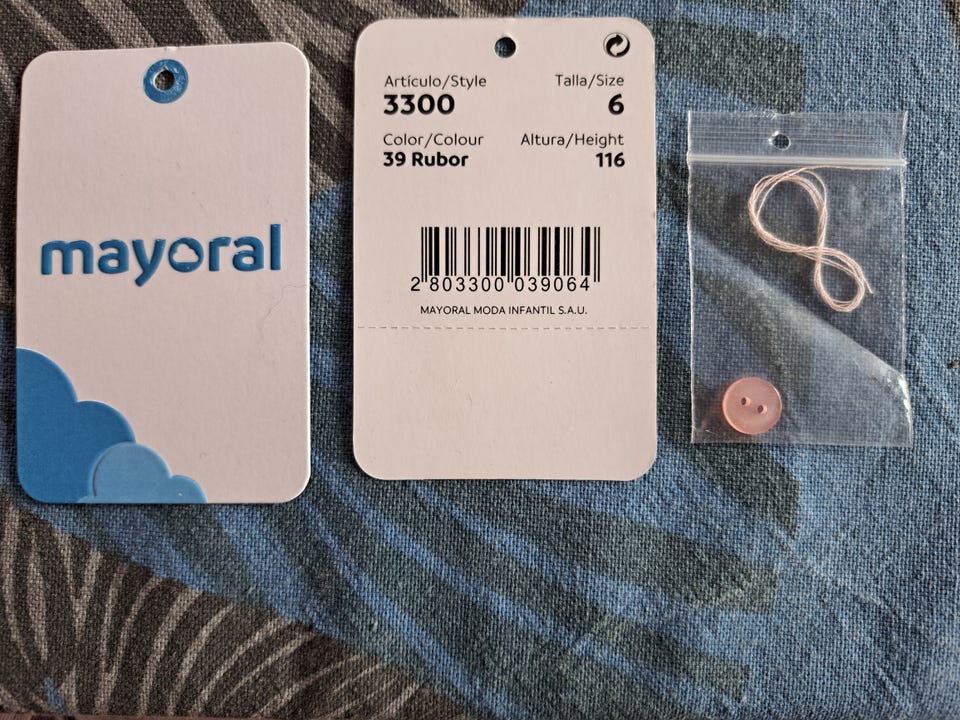 mayoral
Artículo/Style
3300
Talla/Size
6
Color/Colour
39 Rubor
Altura/Height
116
2 803300 039064
MAYORAL MODA INFANTIL S.A.U.